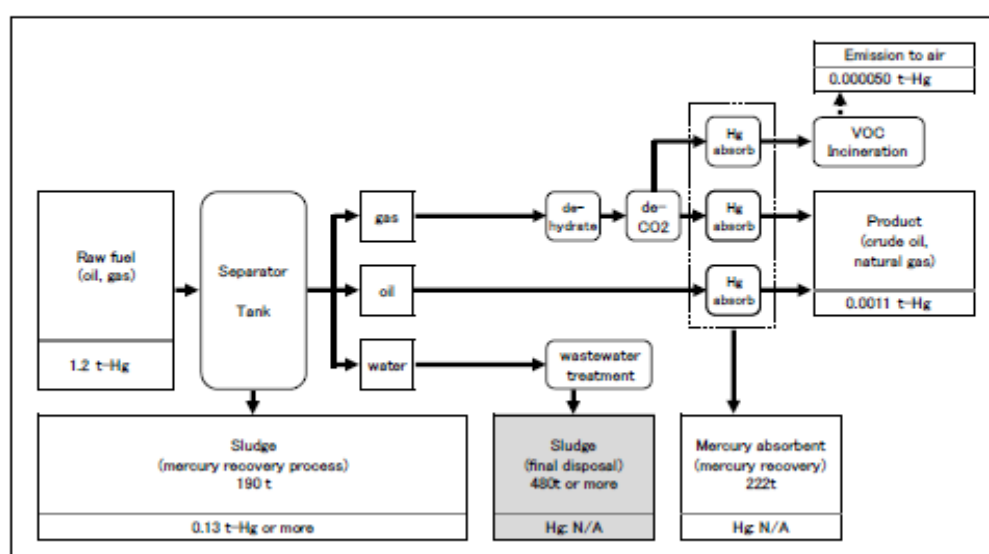 Emission to air
0.000050 t-Hg
Hg
absorb
VOC
Incineration
Raw fuel
(oil, gas)
1.2 t-Hg
Separator
Tank
gas
de-
hydrate
de-
CO2
Hg
absorb
Product
(crude oil,
natural gas)
0.0011 t-Hg
oil
Hg
absorb
water
wastewater
treatment
Sludge
(mercury recovery process)
190 t
0.13 t-Hg or more
Sludge
(final disposal)
480t or more
Hg: N/A
Mercury absorbent
(mercury recovery)
222t
Hg: N/A